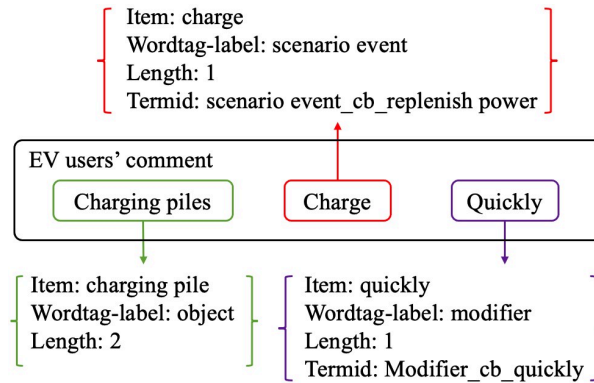 Item: charge
Wordtag-label: scenario event
Length: 1
Termid: scenario event_cb_replenish power
EV users’ comment
Charging piles
Charge
Quickly
Item: charging pile
Wordtag-label: object
Length: 2
Item: quickly
Wordtag-label: modifier
Length: 1
Termid: Modifier_cb_quickly